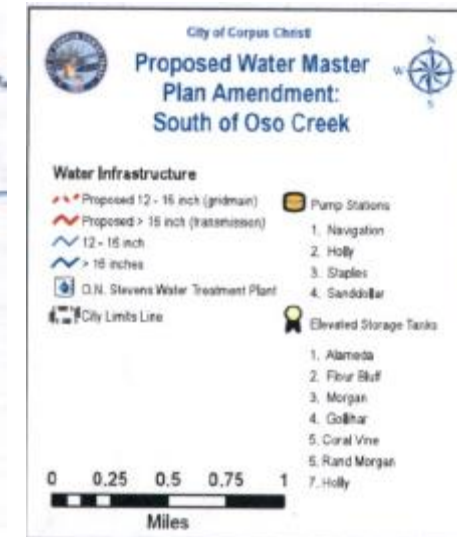 City of Corpus Christi
Proposed Water Master
Plan Amendment:
South of Oso Creek
N
W
S
Water Infrastructure
Proposed 12 - 16 inch (gridmain)
Proposed > 16 inch (transmission)
12 - 16 inch
> 16 inches
O.N. Stevens Water Treatment Plant
City Limits Line
Pump Stations
1. Navigation
2. Holly
3. Staples
4. Sanddollar
Elevated Storage Tanks
1. Alameda
2. Flour Bluff
3. Morgan
4. Gollihar
5. Coral Vine
5. Rand Morgan
7. Holly
0 0.25 0.5 0.75 1
Miles